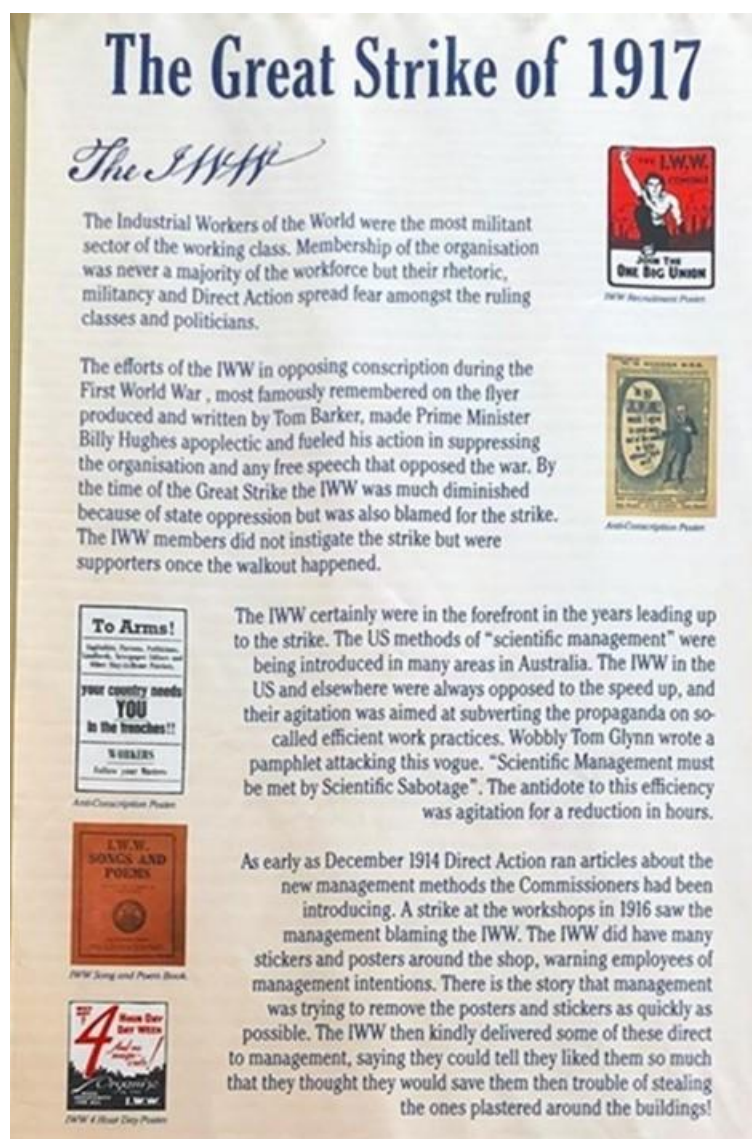 The Great Strike of 1917
The IWW
THE I.W.W.
JOIN THE
ONE BIG UNION
IWW Recruitment Poster
The Industrial Workers of the World were the most militant
sector of the working class. Membership of the organisation
was never a majority of the workforce but their rhetoric,
militancy and Direct Action spread fear amongst the ruling
classes and politicians.
The efforts of the IWW in opposing conscription during the
First World War , most famously remembered on the flyer
produced and written by Tom Barker, made Prime Minister
Billy Hughes apoplectic and fueled his action in suppressing
the organisation and any free speech that opposed the war. By
the time of the Great Strike the IWW was much diminished
because of state oppression but was also blamed for the strike.
The IWW members did not instigate the strike but were
supporters once the walkout happened.
Anti-Conscription Poster
To Arms!
your country needs
YOU
in the trenches!!
WORKERS
Follow your Masters
Anti-Conscription Poster
The IWW certainly were in the forefront in the years leading up
to the strike. The US methods of “scientific management” were
being introduced in many areas in Australia. The IWW in the
US and elsewhere were always opposed to the speed up, and
their agitation was aimed at subverting the propaganda on so-
called efficient work practices. Wobbly Tom Glynn wrote a
pamphlet attacking this vogue. “Scientific Management must
be met by Scientific Sabotage”. The antidote to this efficiency
was agitation for a reduction in hours.
I.W.W.
SONGS AND
POEMS
IWW Song and Poem Book
As early as December 1914 Direct Action ran articles about the
new management methods the Commissioners had been
introducing. A strike at the workshops in 1916 saw the
management blaming the IWW. The IWW did have many
stickers and posters around the shop, warning employees of
management intentions. There is the story that management
was trying to remove the posters and stickers as quickly as
possible. The IWW then kindly delivered some of these direct
to management, saying they could tell they liked them so much
that they thought they would save them then trouble of stealing
the ones plastered around the buildings!
4 HOUR DAY
DAY WEEK
Organize
I.W.W.
IWW 4 Hour Day Poster